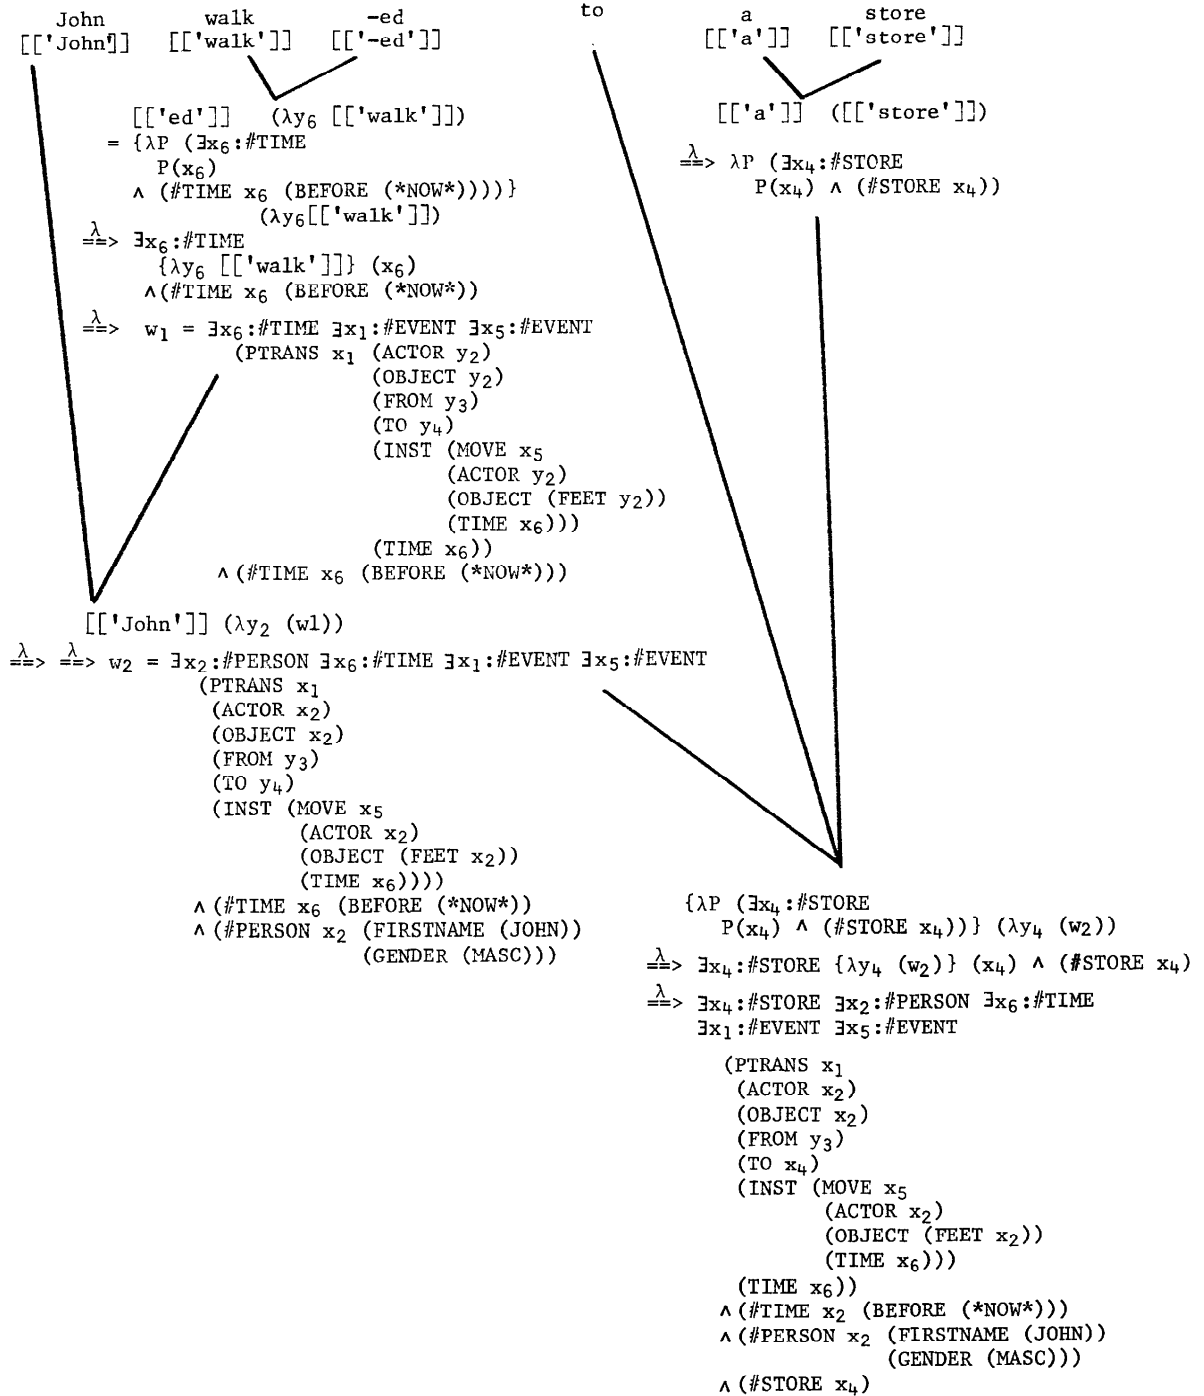 John walk -ed to a store
[['John']] [['walk']] [['-ed']] [['a']] [['store']]
[['ed']] (λy6 [['walk']])
= {λP (∃x6:#TIME
P(x6)
∧ (#TIME x6 (BEFORE (*NOW*))))}
(λy6[['walk']])
λ==> ∃x6:#TIME
{λy6 [['walk']]} (x6)
∧(#TIME x6 (BEFORE (*NOW*))
λ==> w1 = ∃x6:#TIME ∃x1:#EVENT ∃x5:#EVENT
(PTRANS x1 (ACTOR y2)
(OBJECT y2)
(FROM y3)
(TO y4)
(INST (MOVE x5
(ACTOR y2)
(OBJECT (FEET y2))
(TIME x6)))
(TIME x6))
∧(#TIME x6 (BEFORE (*NOW*)))
[['John']] (λy2 (w1))
λ==> λ==> w2 = ∃x2:#PERSON ∃x6:#TIME ∃x1:#EVENT ∃x5:#EVENT
(PTRANS x1
(ACTOR x2)
(OBJECT x2)
(FROM y3)
(TO y4)
(INST (MOVE x5
(ACTOR x2)
(OBJECT (FEET x2))
(TIME x6))))
∧(#TIME x6 (BEFORE (*NOW*))
∧(#PERSON x2 (FIRSTNAME (JOHN))
(GENDER (MASC)))
[['a']] ([['store']])
λ==> λP (∃x4:#STORE
P(x4) ∧ (#STORE x4))
{λP (∃x4:#STORE
P(x4) ∧ (#STORE x4))} (λy4 (w2))
λ==> ∃x4:#STORE {λy4 (w2)} (x4) ∧ (#STORE x4)
λ==> ∃x4:#STORE ∃x2:#PERSON ∃x6:#TIME
∃x1:#EVENT ∃x5:#EVENT
(PTRANS x1
(ACTOR x2)
(OBJECT x2)
(FROM y3)
(TO x4)
(INST (MOVE x5
(ACTOR x2)
(OBJECT (FEET x2))
(TIME x6)))
(TIME x6))
∧(#TIME x2 (BEFORE (*NOW*)))
∧(#PERSON x2 (FIRSTNAME (JOHN))
(GENDER (MASC)))
∧(#STORE x4)